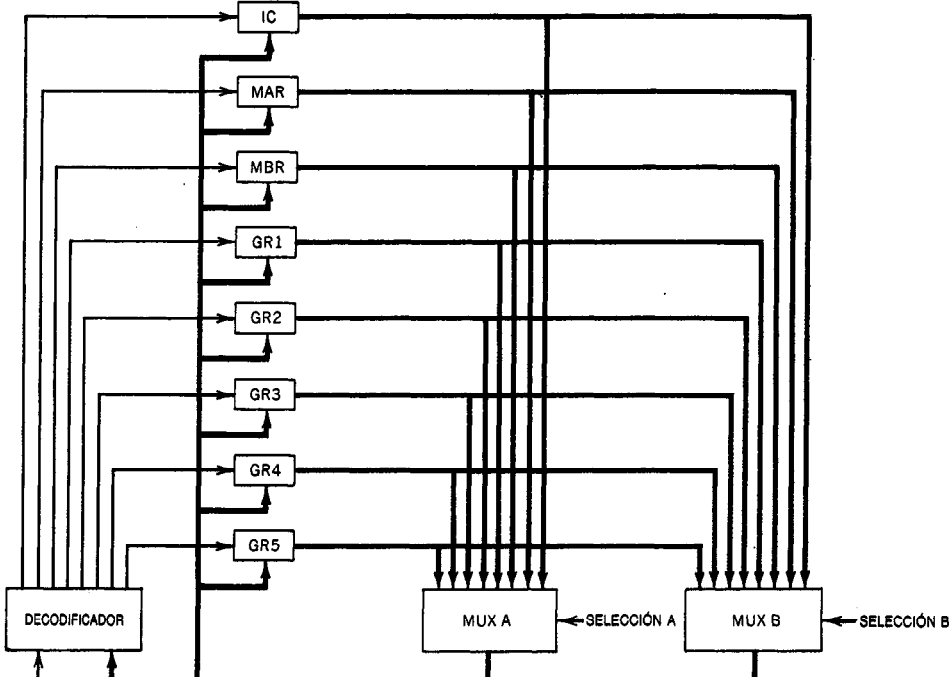 IC
MAR
MBR
GR1
GR2
GR3
GR4
GR5
DECODIFICADOR
MUX A
SELECCIÓN A
MUX B
SELECCIÓN B